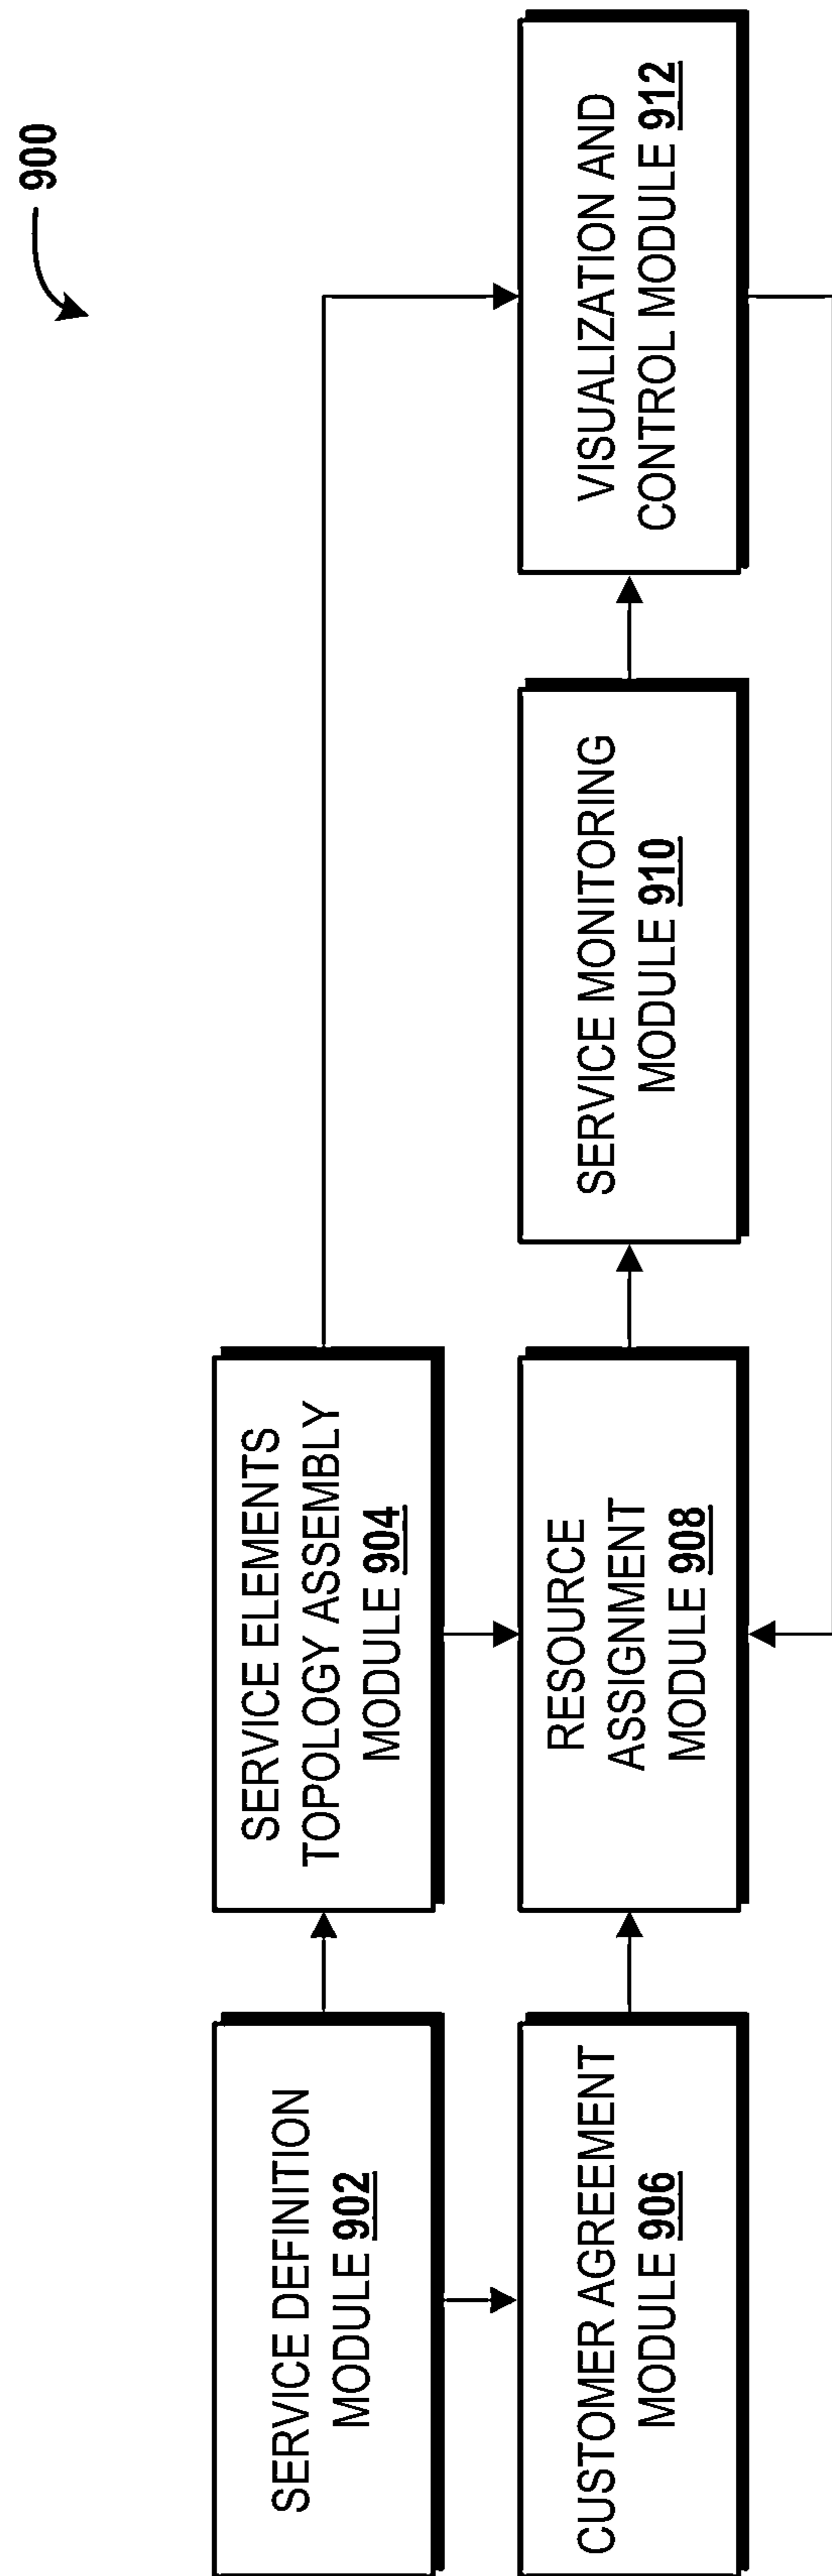 900
SERVICE DEFINITION
MODULE 902
SERVICE ELEMENTS
TOPOLOGY ASSEMBLY
MODULE 904
CUSTOMER AGREEMENT
MODULE 906
RESOURCE
ASSIGNMENT
MODULE 908
SERVICE MONITORING
MODULE 910
VISUALIZATION AND
CONTROL MODULE 912